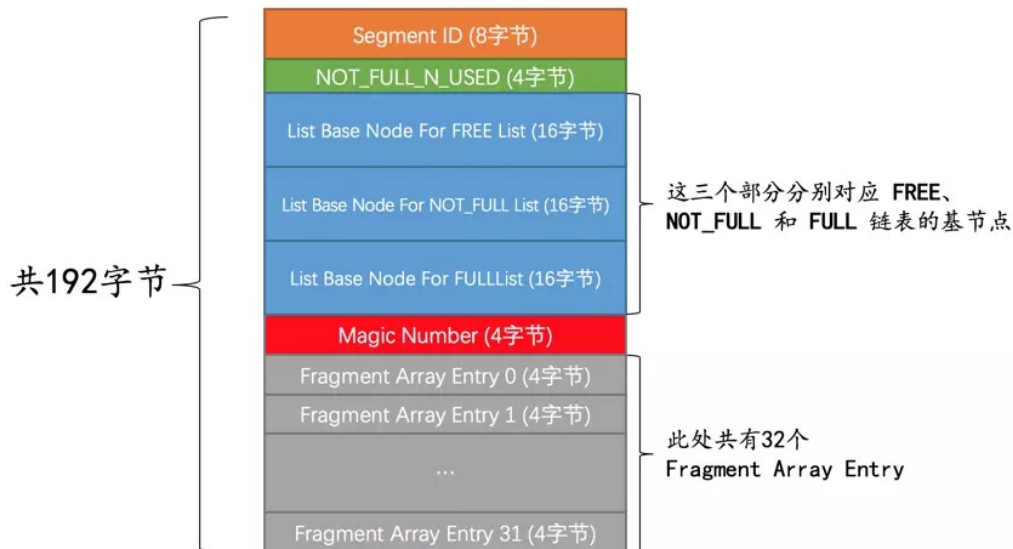 Segment ID (8字节)
NOT_FULL_N_USED (4字节)
List Base Node For FREE List (16字节)
List Base Node For NOT_FULL List (16字节)
List Base Node For FULLList (16字节)
Magic Number (4字节)
Fragment Array Entry 0 (4字节)
Fragment Array Entry 1 (4字节)
...
Fragment Array Entry 31 (4字节)
共192字节
这三个部分分别对应 FREE、
NOT_FULL 和 FULL 链表的基节点
此处共有32个
Fragment Array Entry